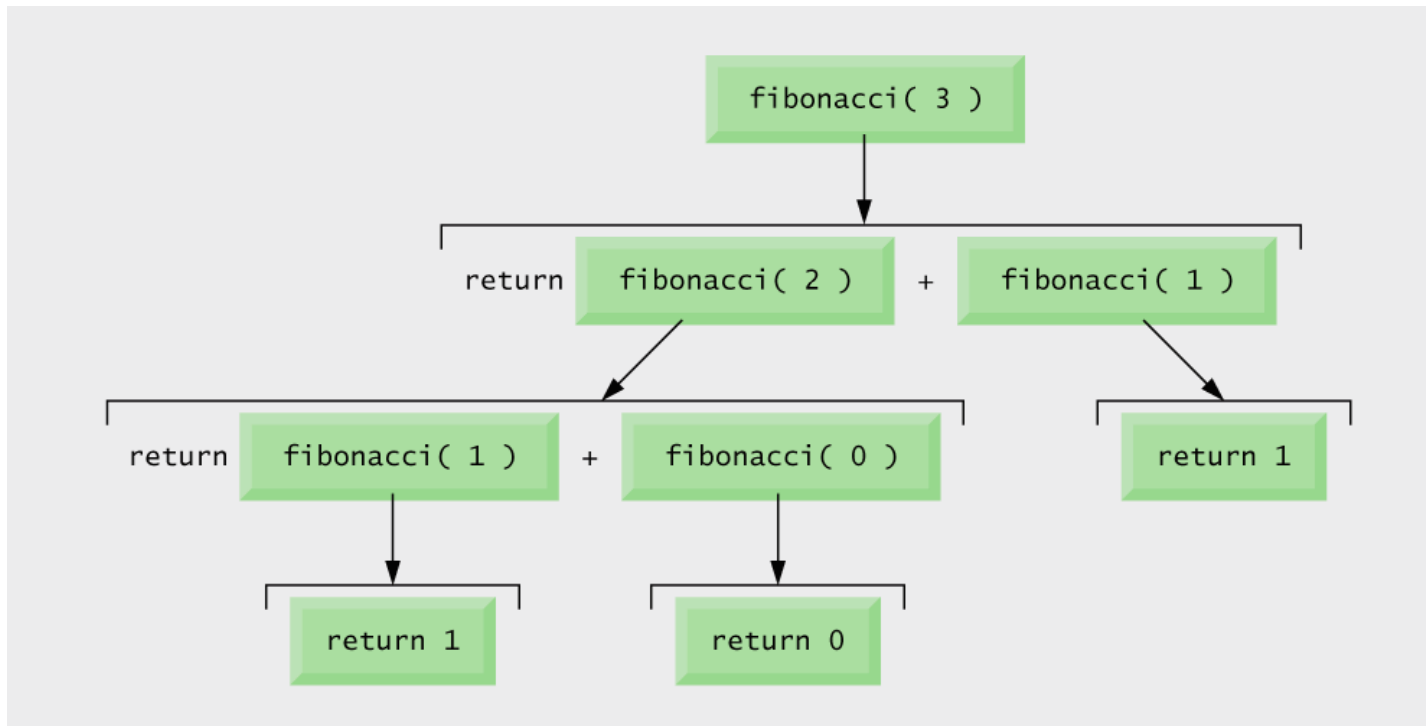 fibonacci( 3 )
return fibonacci( 2 ) + fibonacci( 1 )
return fibonacci( 1 ) + fibonacci( 0 ) return 1
return 1 return 0